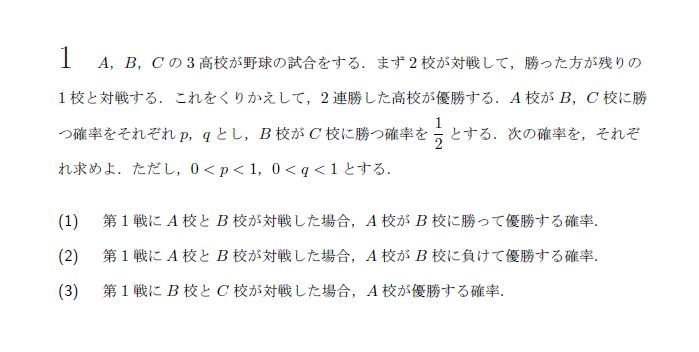 1 A, B, C の 3 高校が野球の試合をする．まず 2 校が対戦して，勝った方が残りの
1 校と対戦する．これをくりかえして，2 連勝した高校が優勝する．A 校が B, C 校に勝
つ確率をそれぞれ p, q とし，B 校が C 校に勝つ確率を 1/2 とする．次の確率を，それぞ
れ求めよ．ただし，0 < p < 1, 0 < q < 1 とする．
(1) 第 1 戦に A 校と B 校が対戦した場合，A 校が B 校に勝って優勝する確率．
(2) 第 1 戦に A 校と B 校が対戦した場合，A 校が B 校に負けて優勝する確率．
(3) 第 1 戦に B 校と C 校が対戦した場合，A 校が優勝する確率．